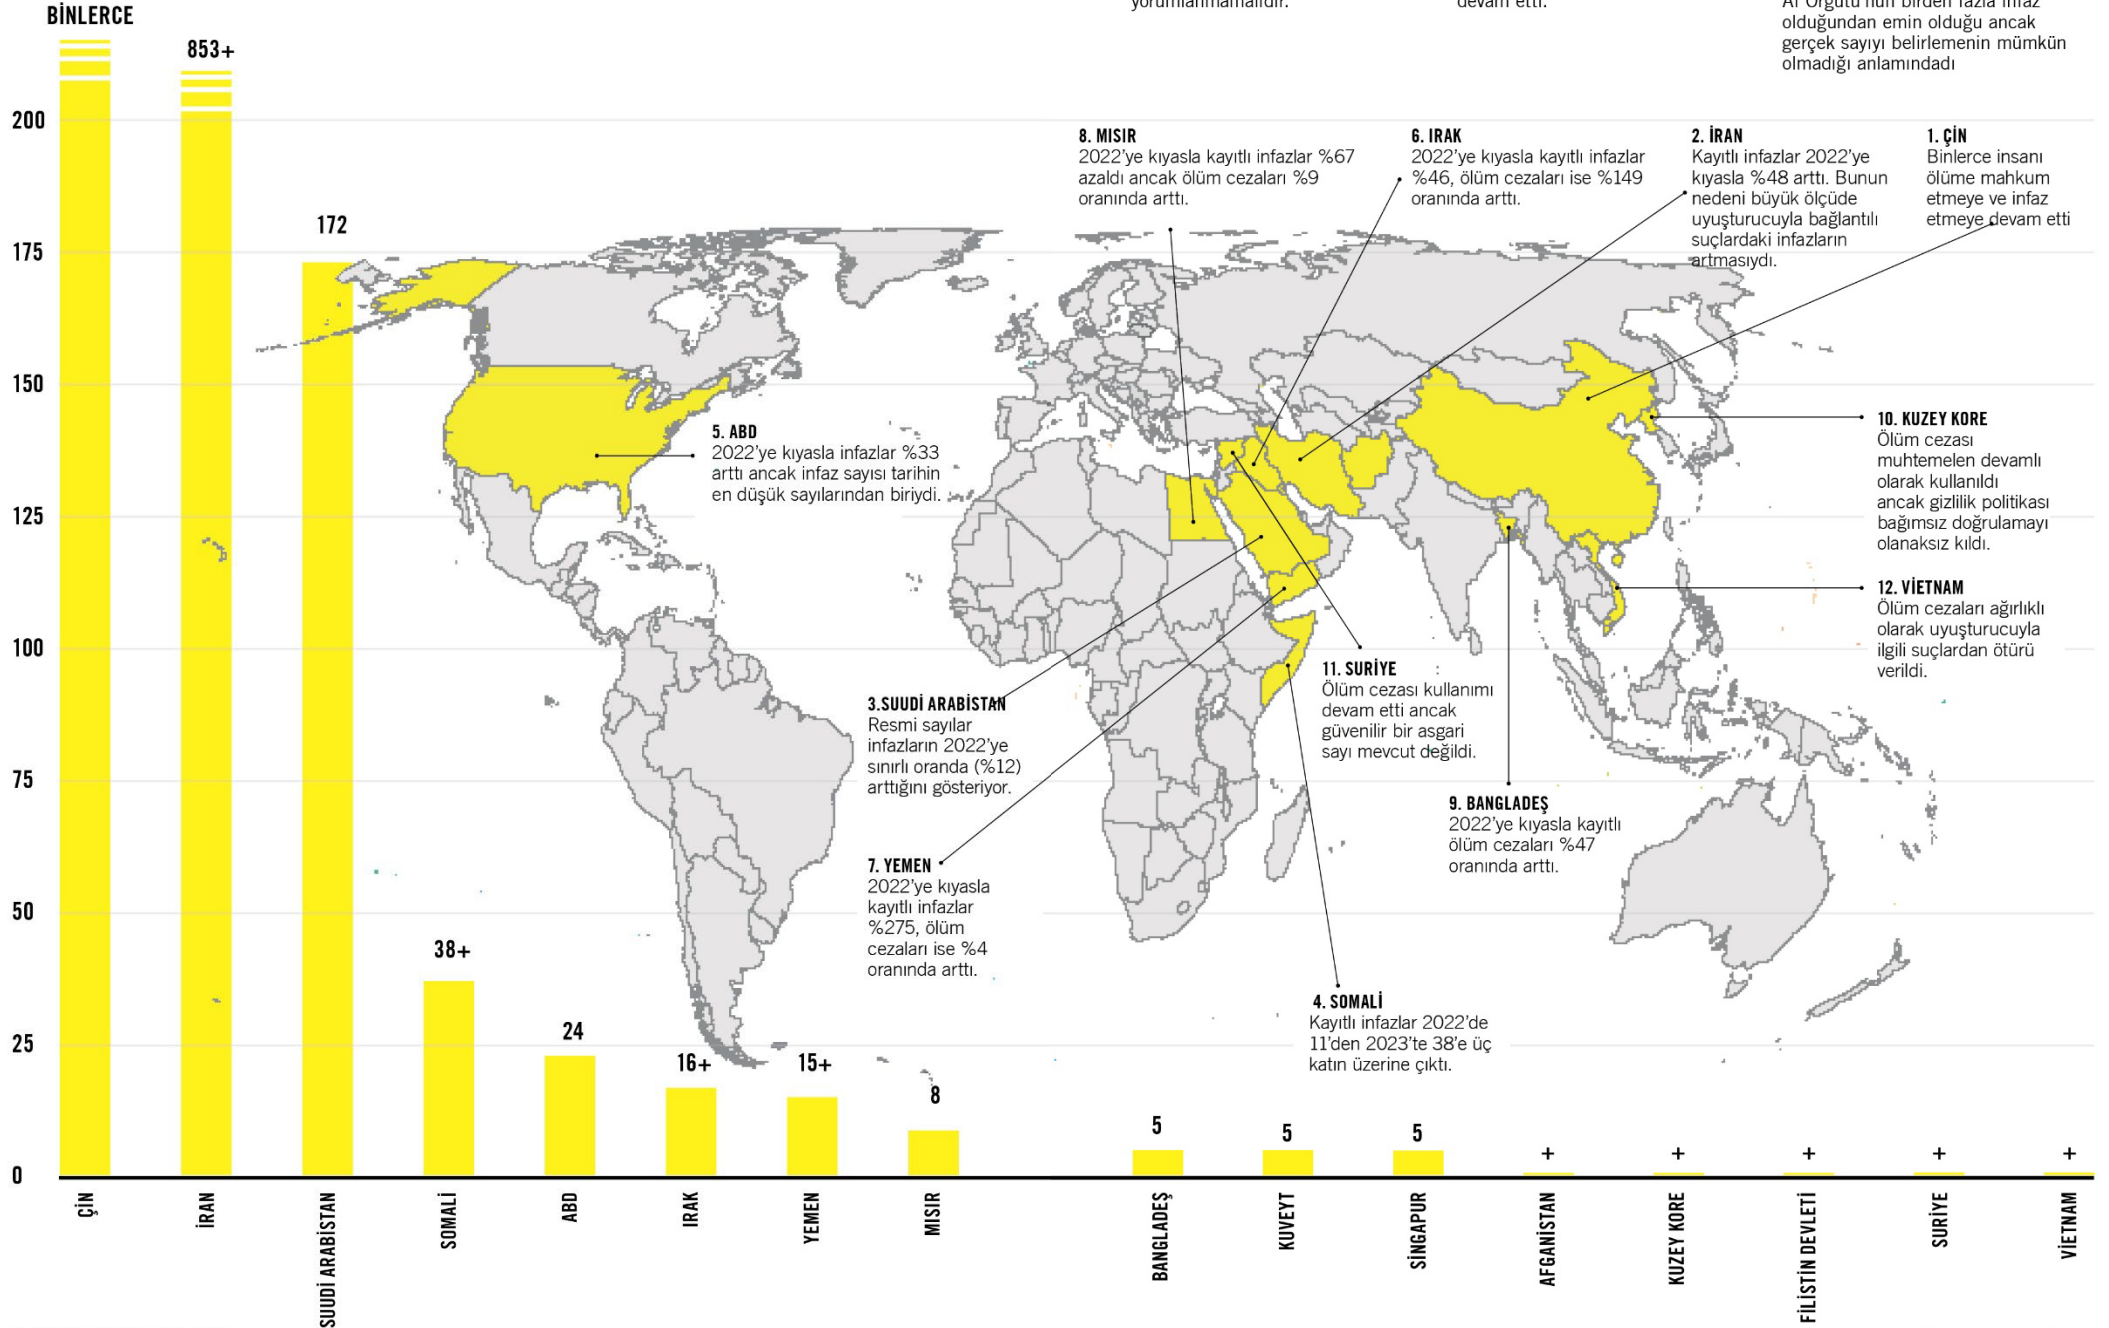 yorumlanmamalıdır.
devam etti.
Af Örgütü'nün birden fazla infaz
olduğundan emin olduğu ancak
gerçek sayıyı belirlemenin mümkün
olmadığı anlamındadı
BİNLERCE
853+
172
38+
24
16+
15+
8
5
5
5
+
+
+
+
+
200
175
150
125
100
75
50
25
0
8. MISIR
2022'ye kıyasla kayıtlı infazlar %67
azaldı ancak ölüm cezaları %9
oranında arttı.
6. IRAK
2022'ye kıyasla kayıtlı infazlar
%46, ölüm cezaları ise %149
oranında arttı.
2. İRAN
Kayıtlı infazlar 2022'ye
kıyasla %48 arttı. Bunun
nedeni büyük ölçüde
uyuşturucuyla bağlantılı
suçlardaki infazların
artmasıydı.
1. ÇİN
Binlerce insanı
ölüme mahkum
etmeye ve infaz
etmeye devam etti
5. ABD
2022'ye kıyasla infazlar %33
arttı ancak infaz sayısı tarihin
en düşük sayılarından biriydi.
10. KUZEY KORE
Ölüm cezası
muhtemelen devamlı
olarak kullanıldı
ancak gizlilik politikası
bağımsız doğrulamayı
olanaksız kıldı.
12. VİETNAM
Ölüm cezaları ağırlıklı
olarak uyuşturucuyla
ilgili suçlardan ötürü
verildi.
3.SUUDİ ARABİSTAN
Resmi sayılar
infazların 2022'ye
sınırlı oranda (%12)
arttığını gösteriyor.
11. SURİYE
Ölüm cezası kullanımı
devam etti ancak
güvenilir bir asgari
sayı mevcut değildi.
9. BANGLADEŞ
2022'ye kıyasla kayıtlı
ölüm cezaları %47
oranında arttı.
7. YEMEN
2022'ye kıyasla
kayıtlı infazlar
%275, ölüm
cezaları ise %4
oranında arttı.
4. SOMALİ
Kayıtlı infazlar 2022'de
11'den 2023'te 38'e üç
katın üzerine çıktı.
ÇİN
İRAN
SUUDİ ARABİSTAN
SOMALİ
ABD
IRAK
YEMEN
MISIR
BANGLADEŞ
KUVEYT
SİNGAPUR
AFGANİSTAN
KUZEY KORE
FİLİSTİN DEVLETİ
SURİYE
VİETNAM